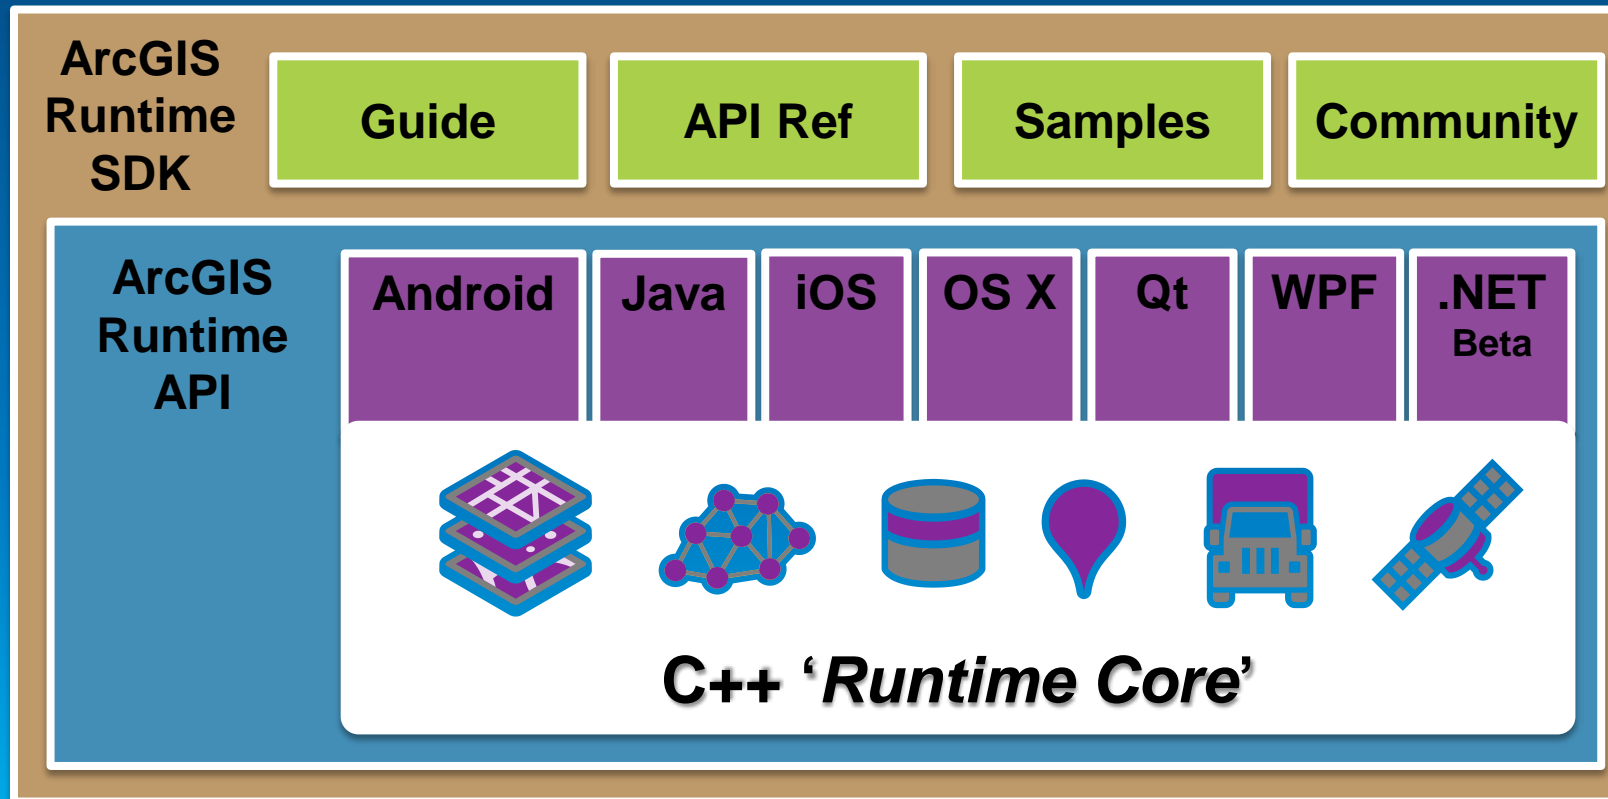 ArcGIS
Runtime
SDK
Guide
API Ref
Samples
Community
ArcGIS
Runtime
API
Android
Java
iOS
OS X
Qt
WPF
.NET
Beta
C++ ‘Runtime Core’